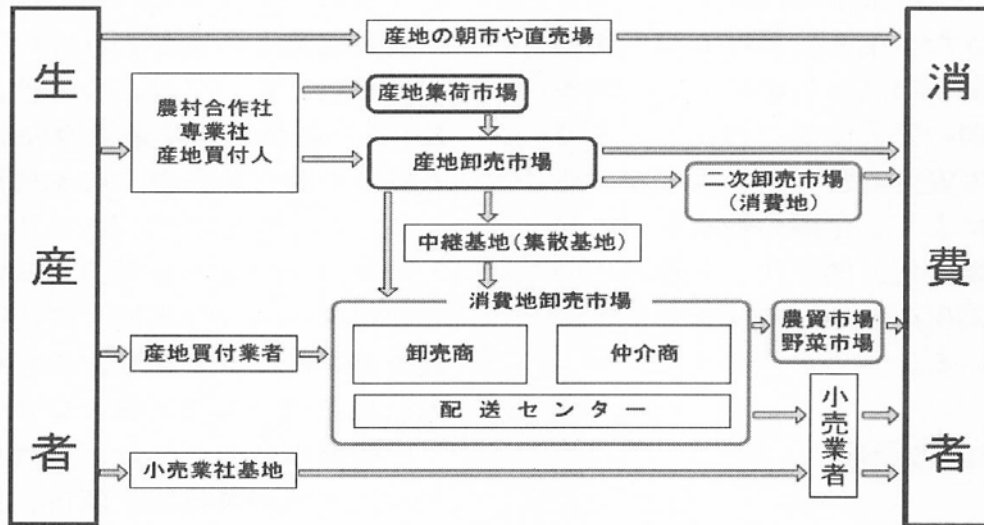 生産者
産地の朝市や直売場
消費者
農村合作社
専業社
産地買付人
産地集荷市場
産地卸売市場
二次卸売市場
(消費地)
中継基地(集散基地)
消費地卸売市場
卸売商
仲介商
配送センター
農貿市場
野菜市場
産地買付業者
小売業者
小売業社基地